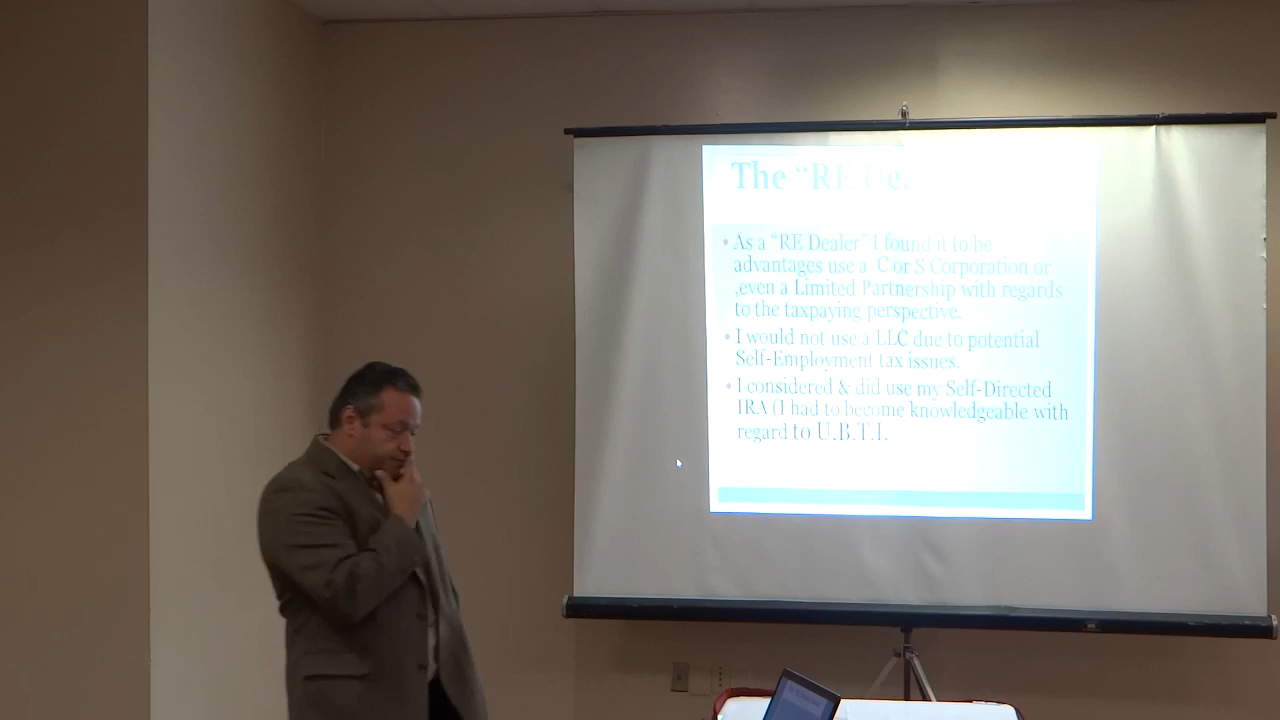 The “RE Dea
• As a “RE Dealer” I found it to be
advantages use a C or S Corporation or
,even a Limited Partnership with regards
to the taxpaying perspective.
• I would not use a LLC due to potential
Self-Employment tax issues.
• I considered & did use my Self-Directed
IRA (I had to become knowledgeable with
regard to U.B.T.I.